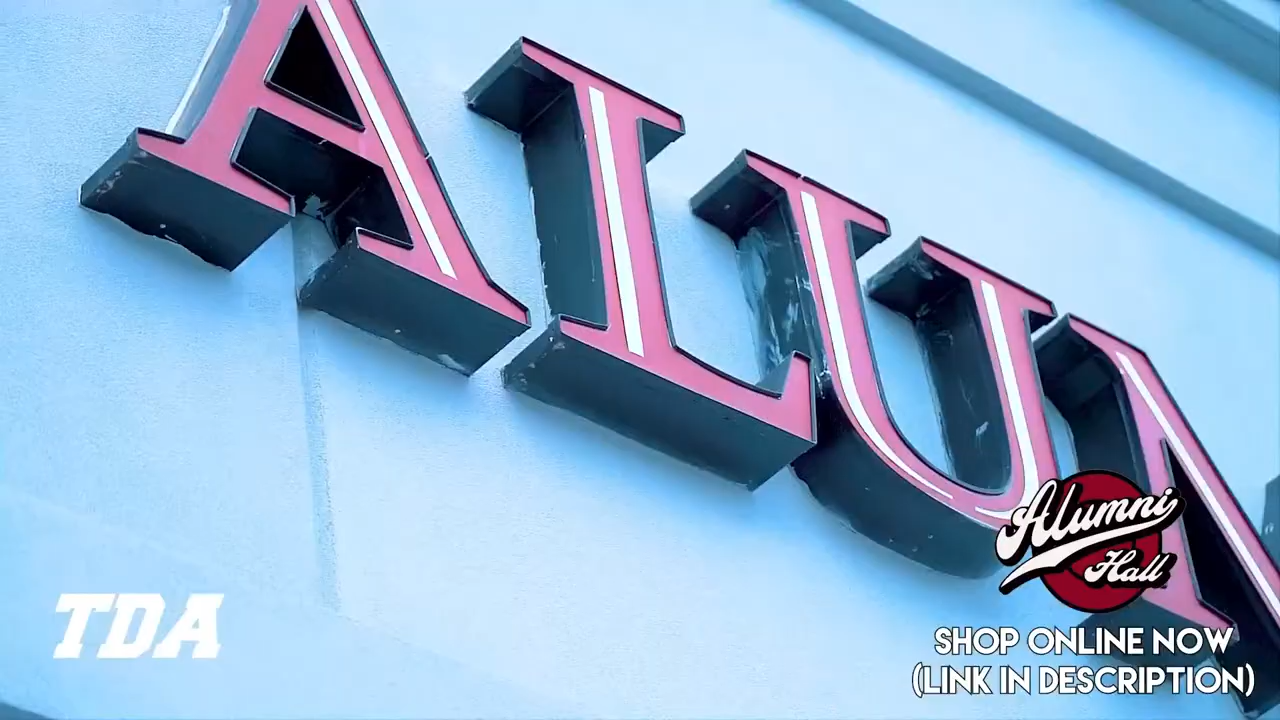 ALUM
Alumni
Hall
TDA
SHOP ONLINE NOW
(LINK IN DESCRIPTION)